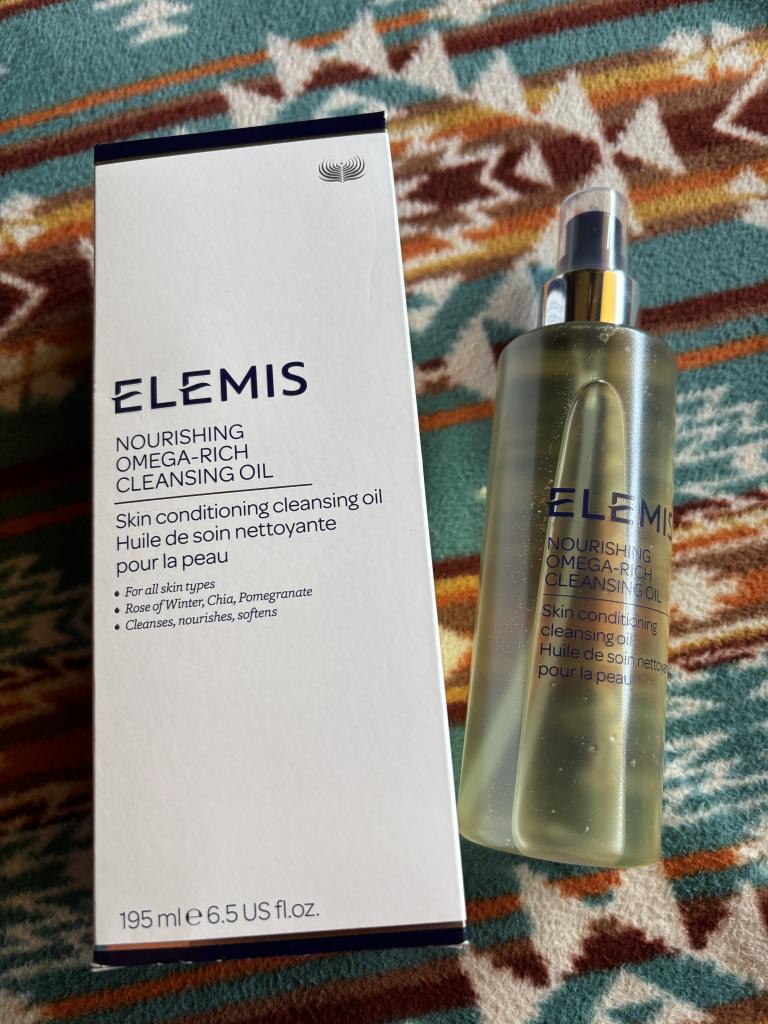 ELEMIS
NOURISHING
OMEGA-RICH
CLEANSING OIL
Skin conditioning cleansing oil
Huile de soin nettoyante
pour la peau
• For all skin types
• Rose of Winter, Chia, Pomegranate
• Cleanses, nourishes, softens
195 ml e 6.5 US fl.oz.
ELEMIS
NOURISHING
OMEGA-RICH
CLEANSING OIL
Skin conditioning
cleansing oil
Huile de soin nettoya
pour la peau